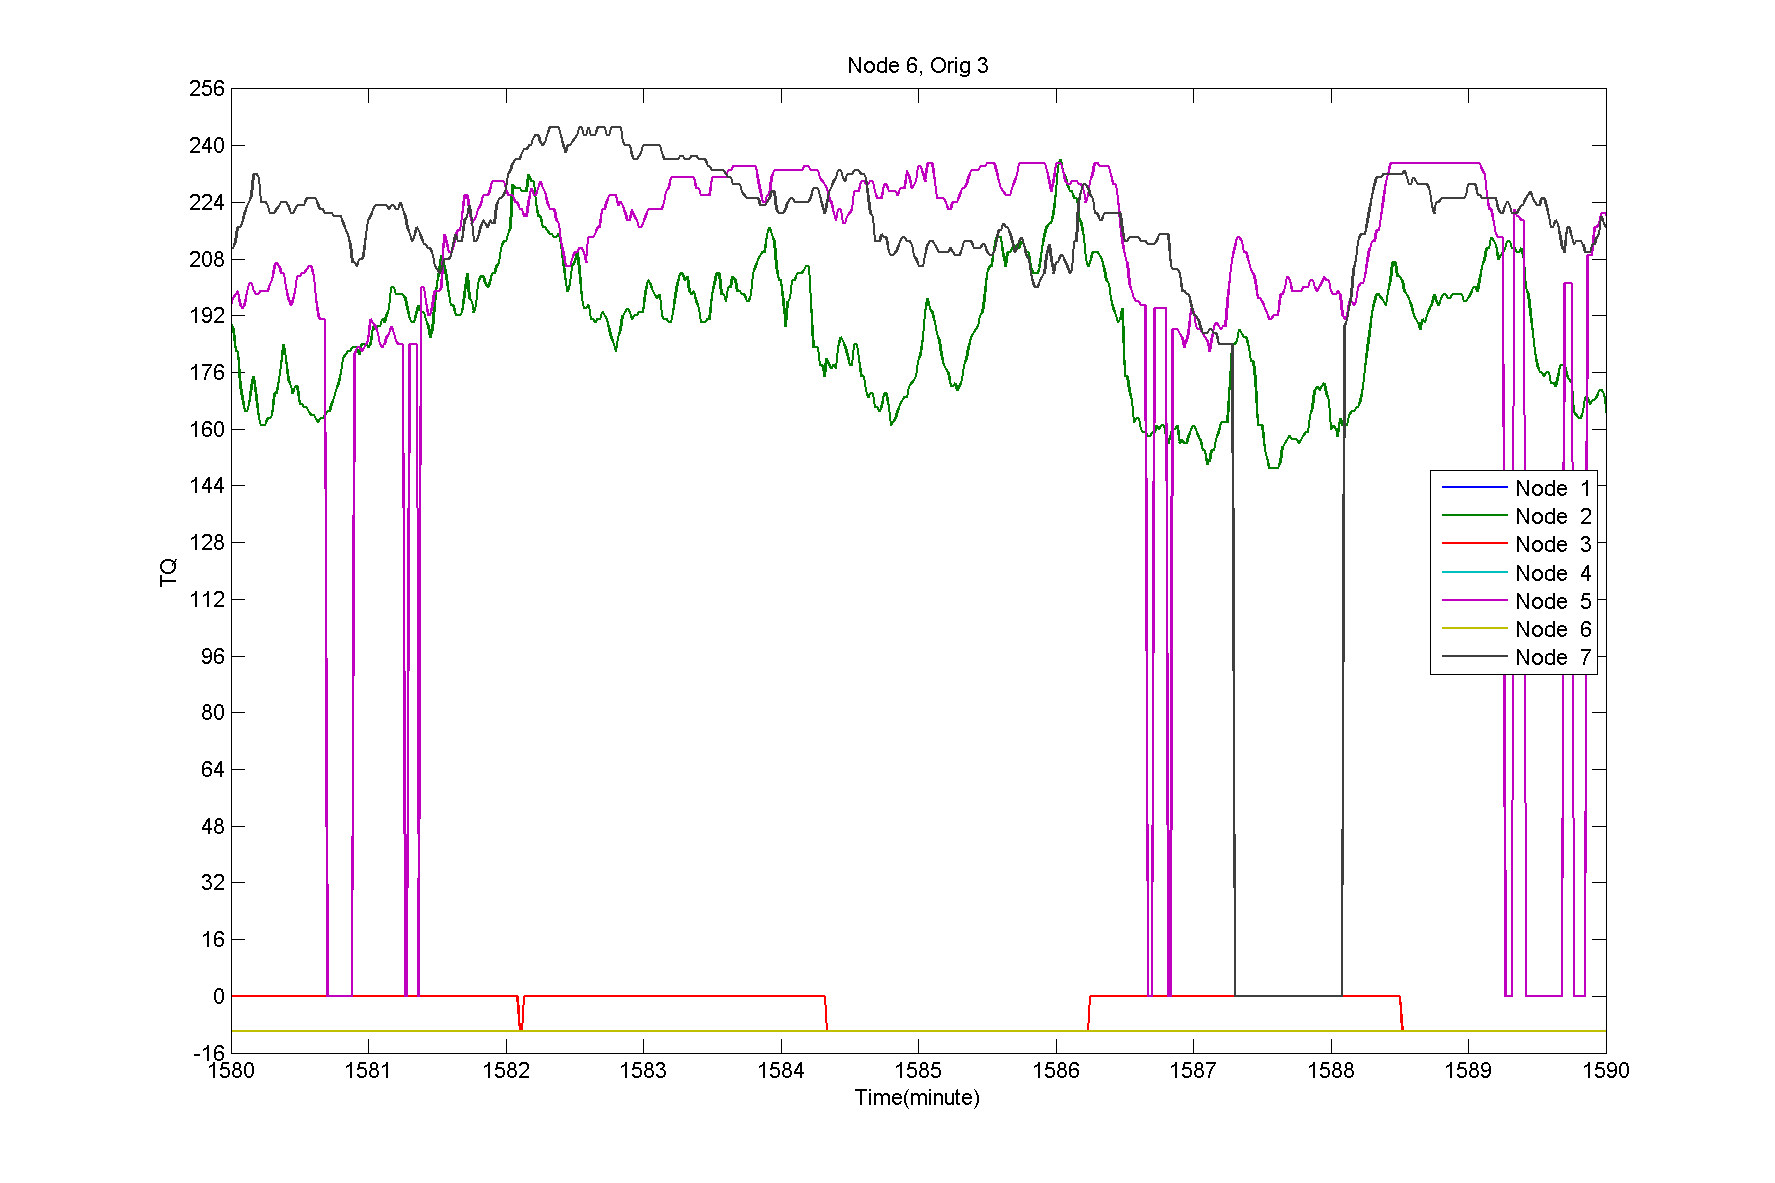 Node 6, Orig 3
256
240
224
208
192
176
160
144
128
112
96
80
64
48
32
16
0
-16
TQ
Node 1
Node 2
Node 3
Node 4
Node 5
Node 6
Node 7
1580 1581 1582 1583 1584 1585 1586 1587 1588 1589 1590
Time(minute)